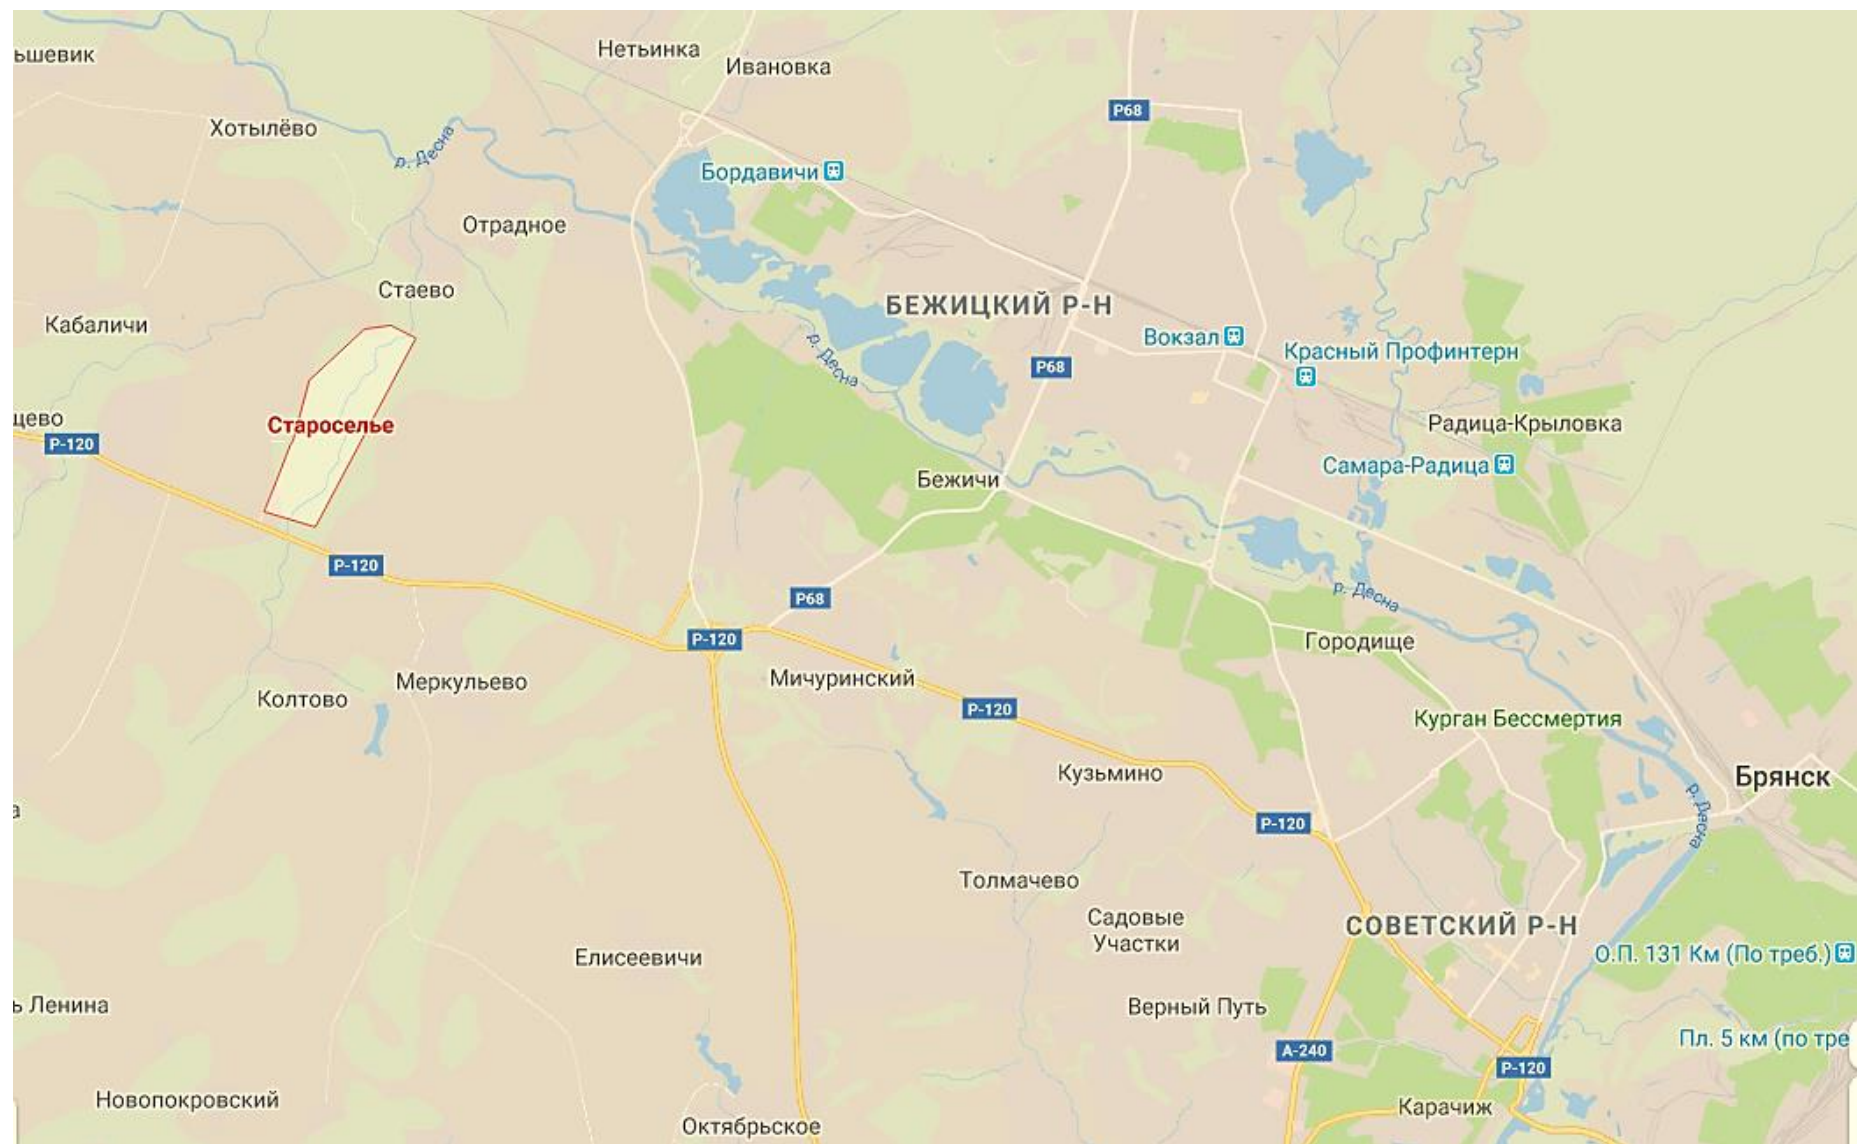 Нетьинка
ьшевик
Ивановка
Р68
Хотылёво
р. Десна
Бордавичи
Отрадное
Стаево
БЕЖИЦКИЙ Р-Н
Кабаличи
Вокзал
Красный Профинтерн
р. Десна
Р68
щево
Староселье
Радица-Крыловка
Р-120
Самара-Радица
Бежичи
Р-120
Р68
р. Десна
Р-120
Городище
Мичуринский
Меркульево
Колтово
Р-120
Курган Бессмертия
Кузьмино
Брянск
а
Р-120
р. Десна
Толмачево
Садовые
Участки
СОВЕТСКИЙ Р-Н
Елисеевичи
О.П. 131 Км (По треб.)
ь Ленина
Верный Путь
Пл. 5 км (по тре
А-240
Р-120
Новопокровский
Карачиж
Октябрьское